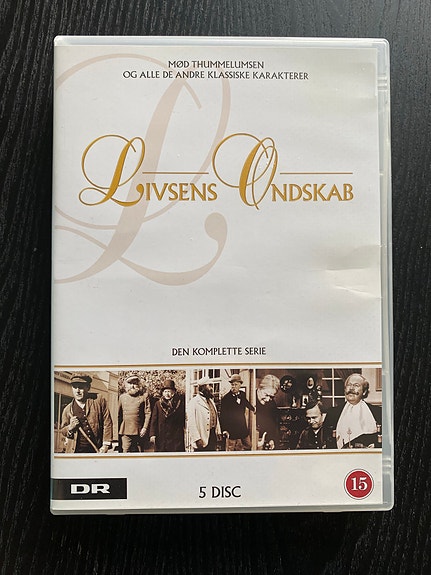 MØD THUMMELUMSEN
OG ALLE DE ANDRE KLASSISKE KARAKTERER
LIVSENS ONDSKAB
DEN KOMPLETTE SERIE
DR
5 DISC
15